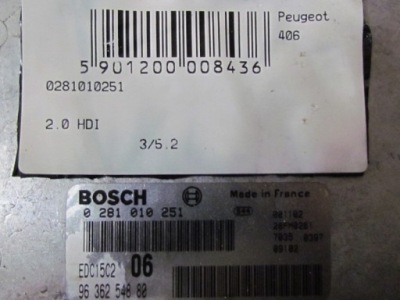 Peugeot
406
5 901200 008436
0281010251
2.0 HDI
3/5.2
BOSCH Made in France
0 281 010 251
EDC15C2 06
96 362 548 80